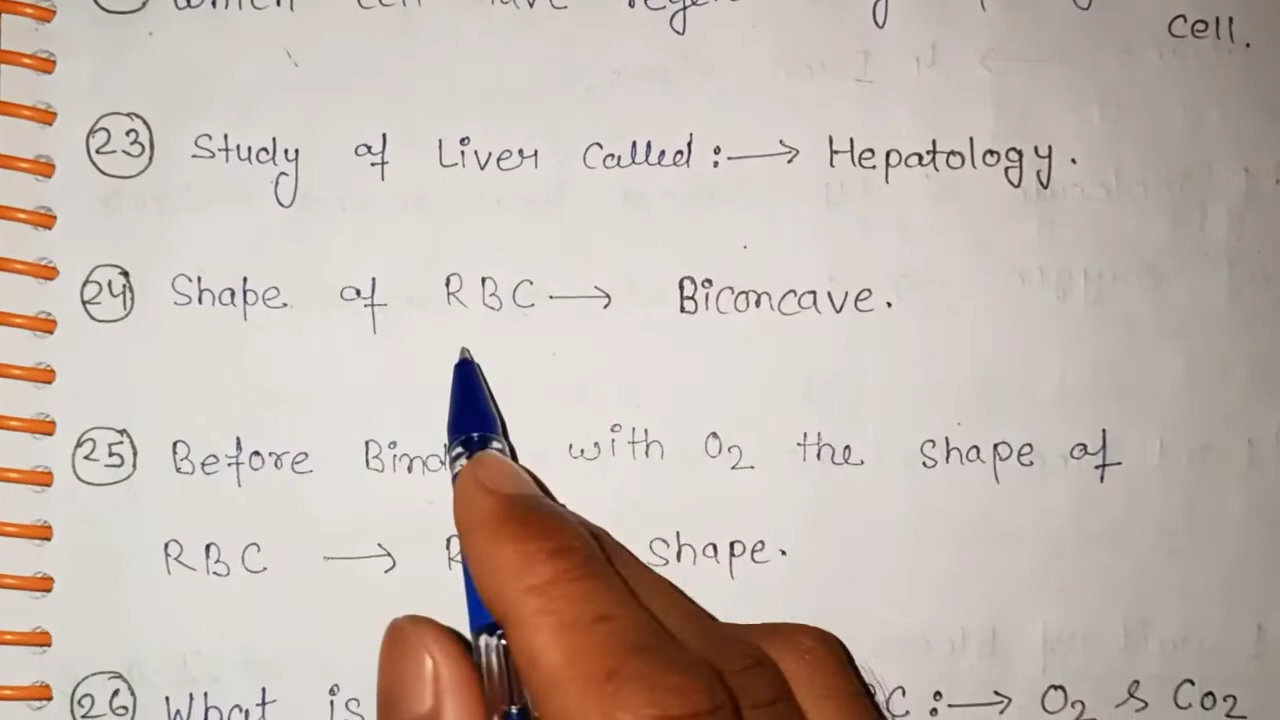 cell.
23 Study of Liver Called :→ Hepatology.
24 Shape of RBC → Biconcave.
25 Before with O2 the shape of
RBC → shape.
26 What is :→ O2 & CO2